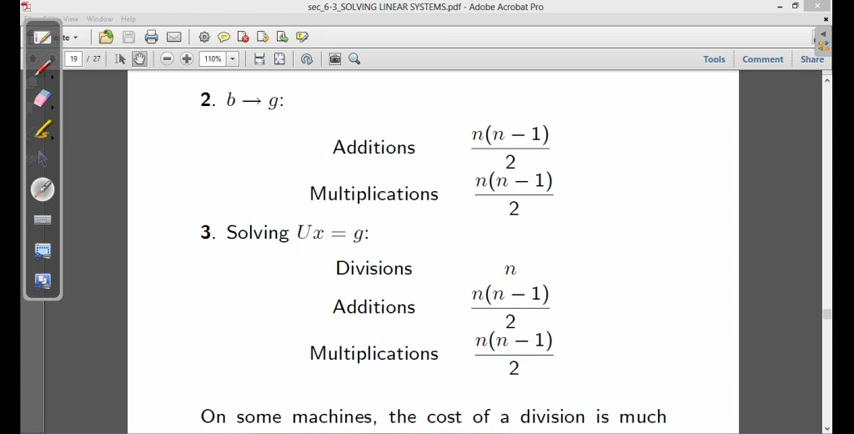 sec_6-3_SOLVING LINEAR SYSTEMS.pdf - Adobe Acrobat Pro
View Window Help
19 / 27 110% Tools Comment Share
2. b → g:
Additions n(n − 1)/2
Multiplications n(n − 1)/2
3. Solving Ux = g:
Divisions n
Additions n(n − 1)/2
Multiplications n(n − 1)/2
On some machines, the cost of a division is much